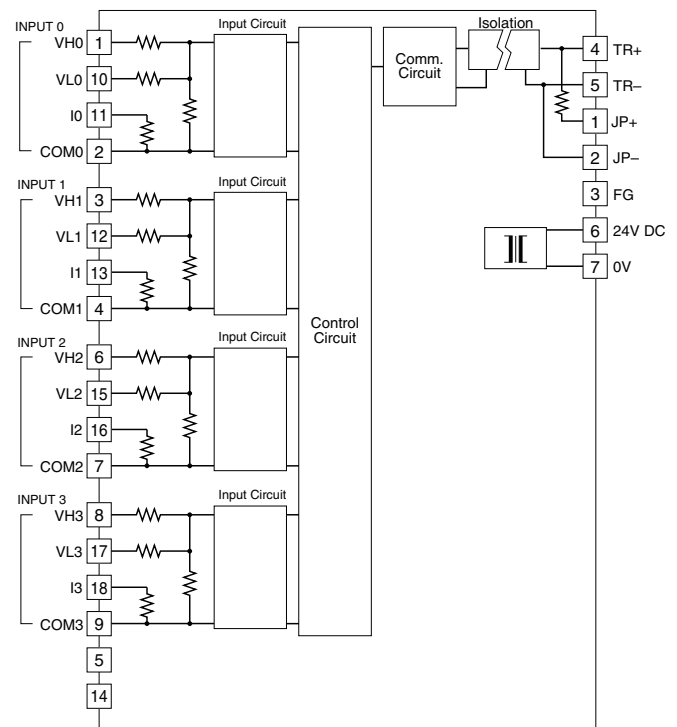 INPUT 0
Input Circuit
VH0 1
VL0 10
I0 11
COM0 2
INPUT 1
Input Circuit
VH1 3
VL1 12
I1 13
COM1 4
INPUT 2
Input Circuit
VH2 6
VL2 15
I2 16
COM2 7
INPUT 3
Input Circuit
VH3 8
VL3 17
I3 18
COM3 9
5
14
Control
Circuit
Comm.
Circuit
Isolation
4 TR+
5 TR–
1 JP+
2 JP–
3 FG
6 24V DC
7 0V